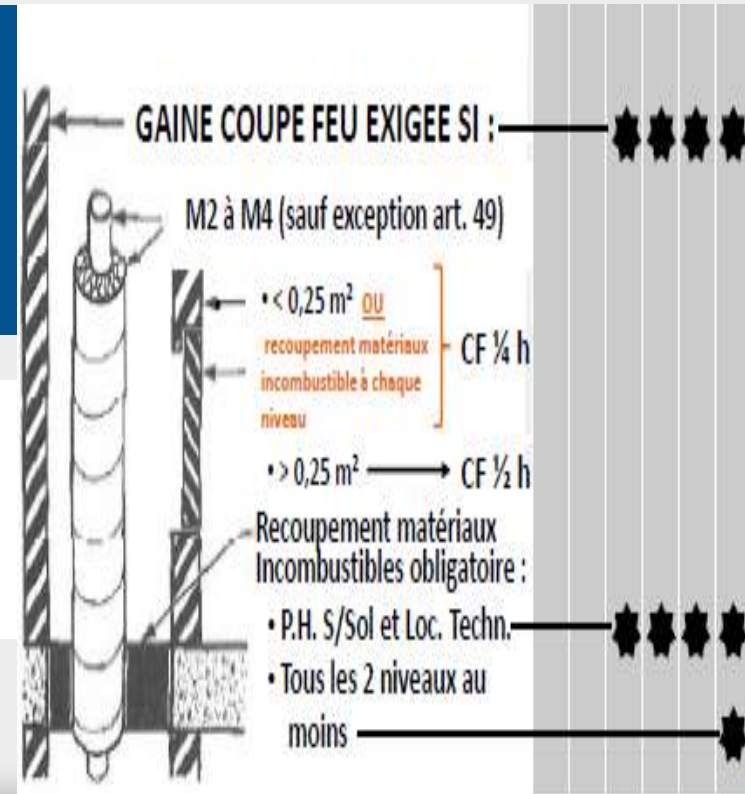 GAINE COUPE FEU EXIGEE SI :
M2 à M4 (sauf exception art. 49)
• < 0,25 m² OU
recoupement matériaux
incombustible à chaque
niveau
CF ¼ h
• > 0,25 m² CF ½ h
Recoupement matériaux
Incombustibles obligatoire :
• P.H. S/Sol et Loc. Techn.
• Tous les 2 niveaux au
moins